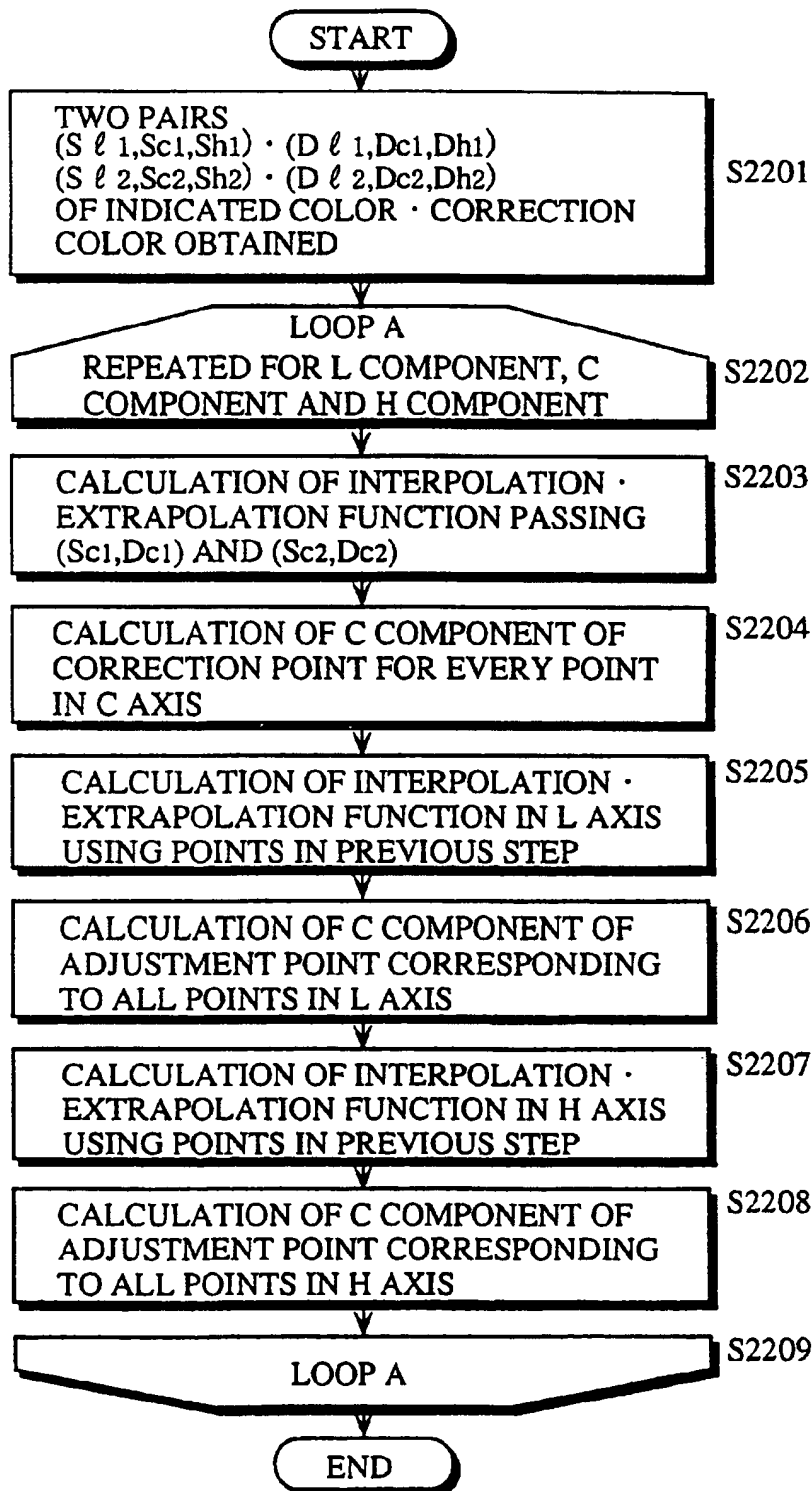 START
TWO PAIRS
(S ℓ 1,Sc1,Sh1) · (D ℓ 1,Dc1,Dh1)
(S ℓ 2,Sc2,Sh2) · (D ℓ 2,Dc2,Dh2)
OF INDICATED COLOR · CORRECTION
COLOR OBTAINED
S2201
LOOP A
REPEATED FOR L COMPONENT, C
COMPONENT AND H COMPONENT
S2202
CALCULATION OF INTERPOLATION ·
EXTRAPOLATION FUNCTION PASSING
(Sc1,Dc1) AND (Sc2,Dc2)
S2203
CALCULATION OF C COMPONENT OF
CORRECTION POINT FOR EVERY POINT
IN C AXIS
S2204
CALCULATION OF INTERPOLATION ·
EXTRAPOLATION FUNCTION IN L AXIS
USING POINTS IN PREVIOUS STEP
S2205
CALCULATION OF C COMPONENT OF
ADJUSTMENT POINT CORRESPONDING
TO ALL POINTS IN L AXIS
S2206
CALCULATION OF INTERPOLATION ·
EXTRAPOLATION FUNCTION IN H AXIS
USING POINTS IN PREVIOUS STEP
S2207
CALCULATION OF C COMPONENT OF
ADJUSTMENT POINT CORRESPONDING
TO ALL POINTS IN H AXIS
S2208
LOOP A
S2209
END